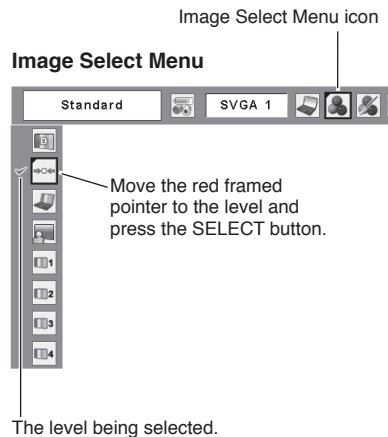 Image Select Menu icon
Image Select Menu
Standard
SVGA 1
D
Move the red framed
pointer to the level and
press the SELECT button.
1
2
3
4
The level being selected.